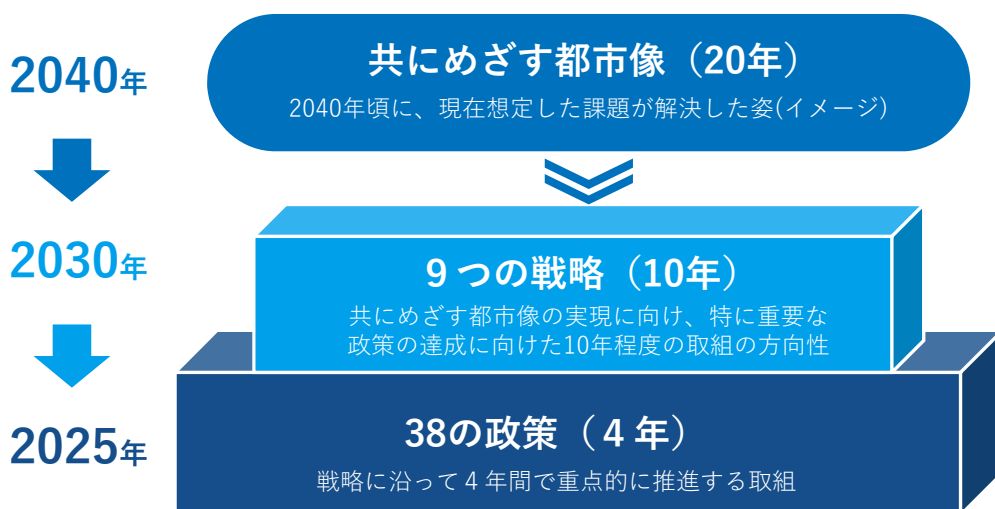 2040年
共にめざす都市像（20年）
2040年頃に、現在想定した課題が解決した姿(イメージ)
2030年
9つの戦略（10年）
共にめざす都市像の実現に向け、特に重要な
政策の達成に向けた10年程度の取組の方向性
2025年
38の政策（4年）
戦略に沿って4年間で重点的に推進する取組